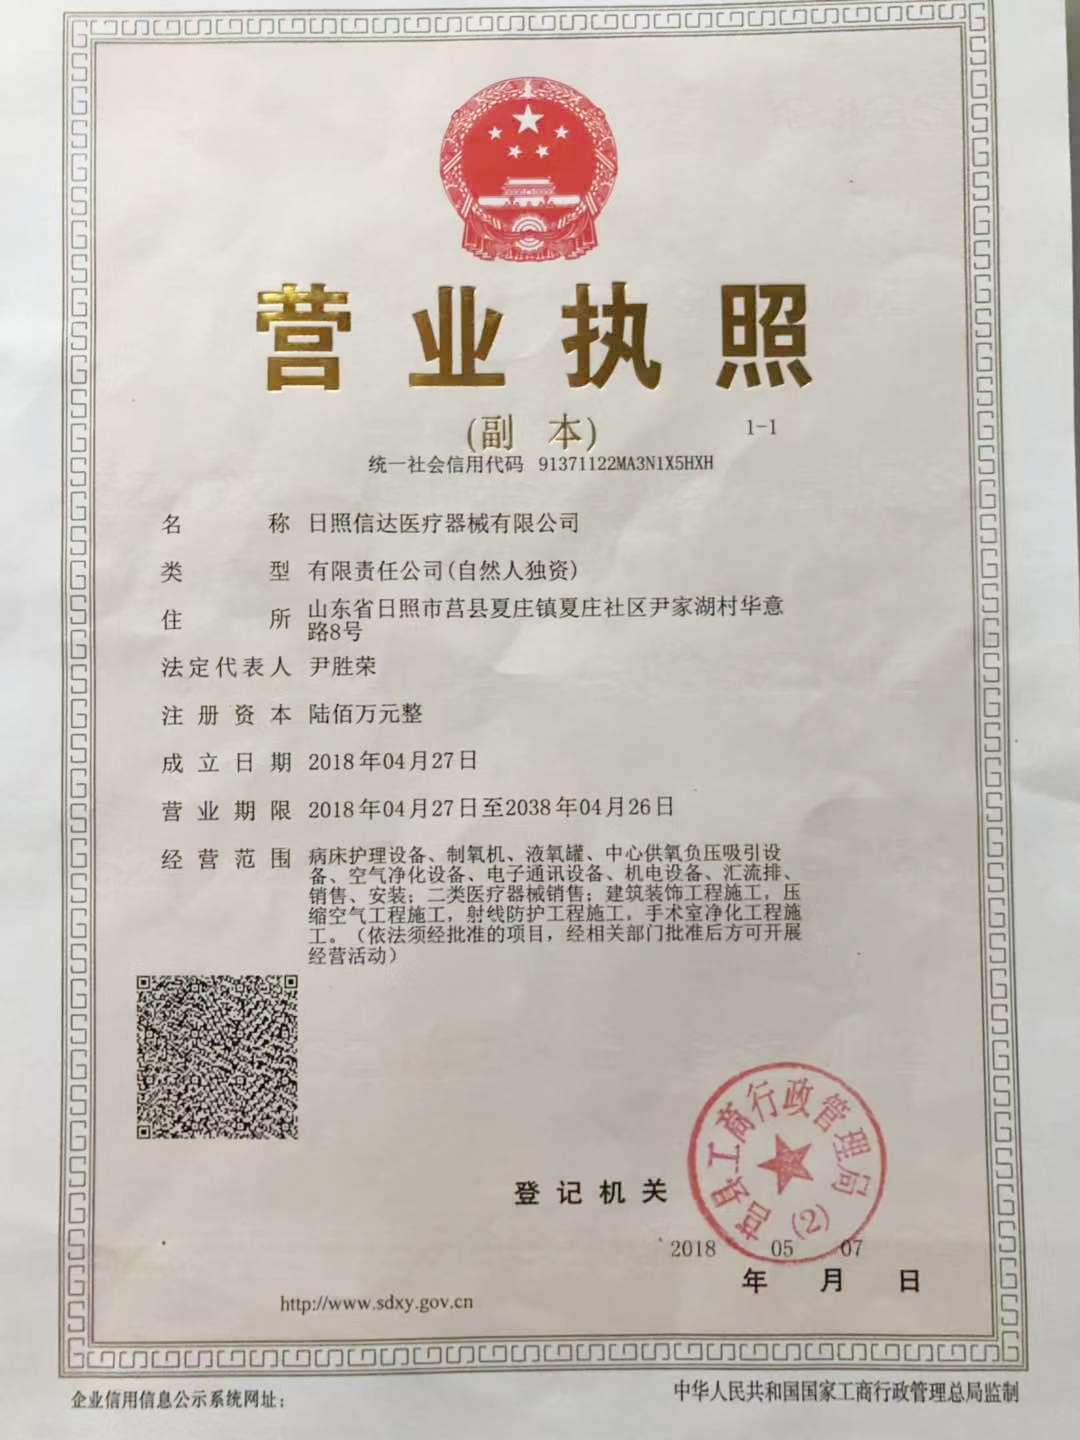 营业执照
(副 本) 1-1
统一社会信用代码 91371122MA3N1X5HXH
名称 日照信达医疗器械有限公司
类型 有限责任公司(自然人独资)
住所 山东省日照市莒县夏庄镇夏庄社区尹家湖村华意
路8号
法定代表人 尹胜荣
注册资本 陆佰万元整
成立日期 2018年04月27日
营业期限 2018年04月27日至2038年04月26日
经营范围 病床护理设备、制氧机、液氧罐、中心供氧负压吸引设
备、空气净化设备、电子通讯设备、机电设备、汇流排、
销售、安装；二类医疗器械销售；建筑装饰工程施工，压
缩空气工程施工，射线防护工程施工，手术室净化工程施
工。（依法须经批准的项目，经相关部门批准后方可开展
经营活动）
莒县工商行政管理局
(2)
登记机关
2018 05 07
年 月 日
http://www.sdxy.gov.cn
企业信用信息公示系统网址：
中华人民共和国国家工商行政管理总局监制